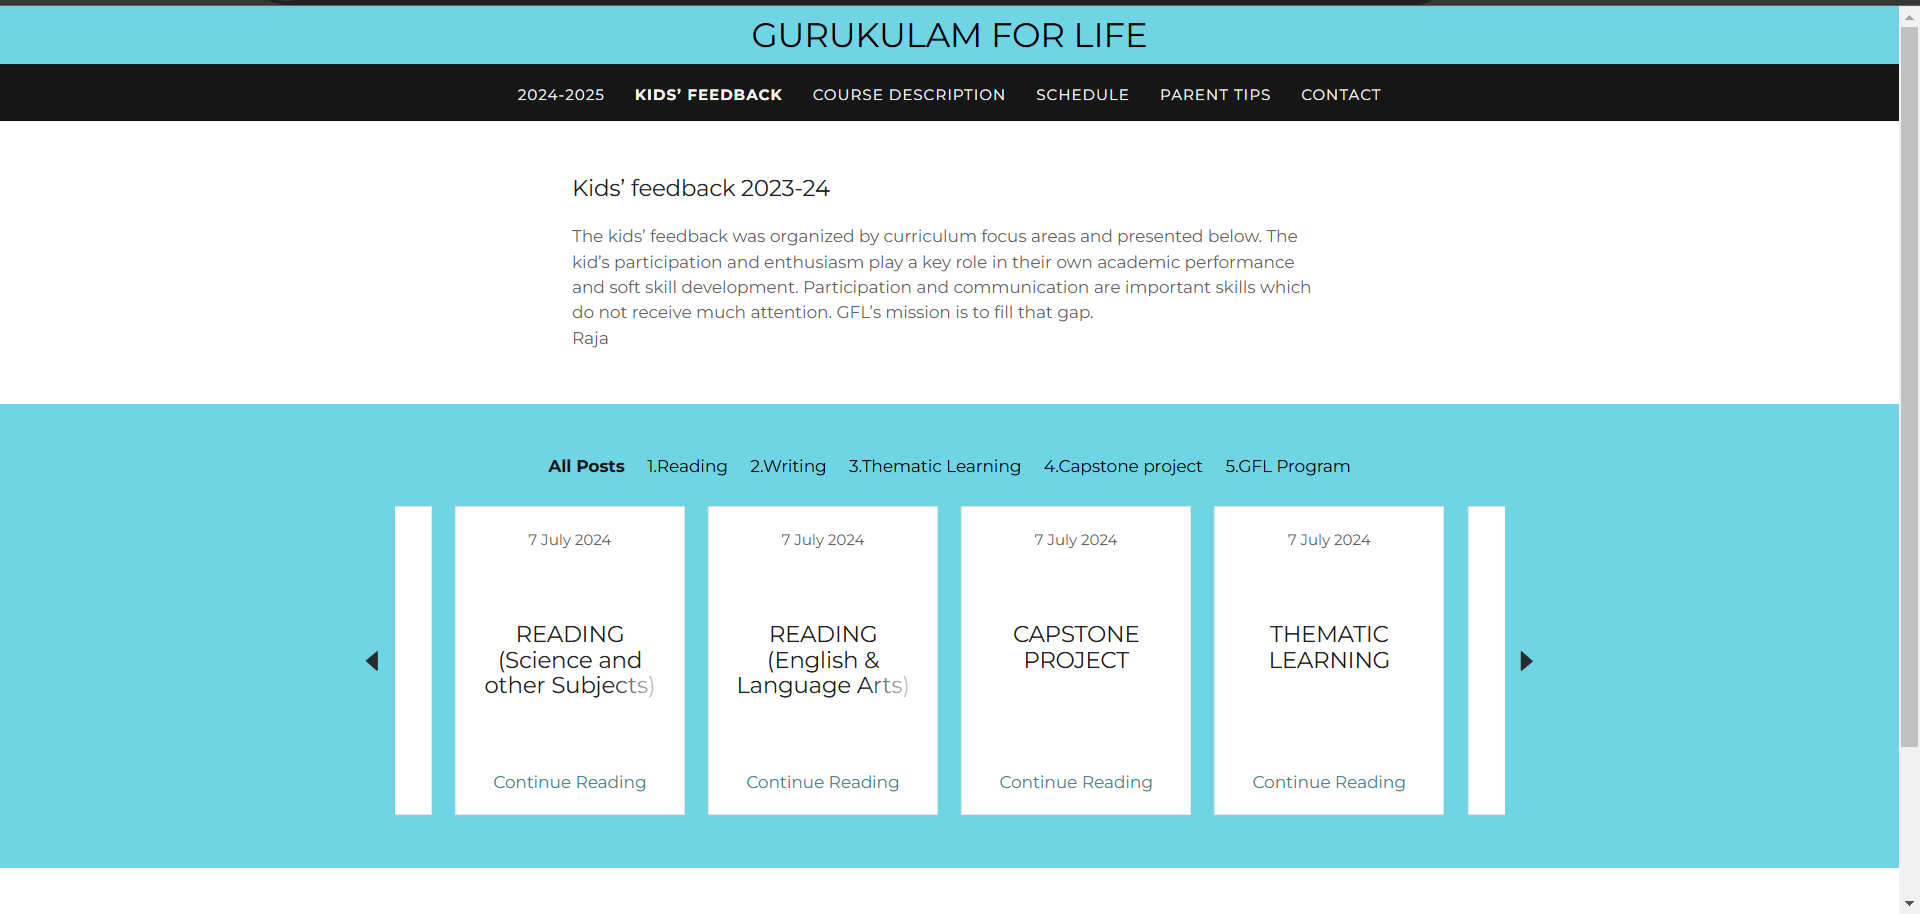 GURUKULAM FOR LIFE
2024-2025 KIDS’ FEEDBACK COURSE DESCRIPTION SCHEDULE PARENT TIPS CONTACT
Kids’ feedback 2023-24
The kids’ feedback was organized by curriculum focus areas and presented below. The
kid’s participation and enthusiasm play a key role in their own academic performance
and soft skill development. Participation and communication are important skills which
do not receive much attention. GFL’s mission is to fill that gap.
Raja
All Posts 1.Reading 2.Writing 3.Thematic Learning 4.Capstone project 5.GFL Program
7 July 2024
READING
(Science and
other Subjects)
Continue Reading
7 July 2024
READING
(English &
Language Arts)
Continue Reading
7 July 2024
CAPSTONE
PROJECT
Continue Reading
7 July 2024
THEMATIC
LEARNING
Continue Reading